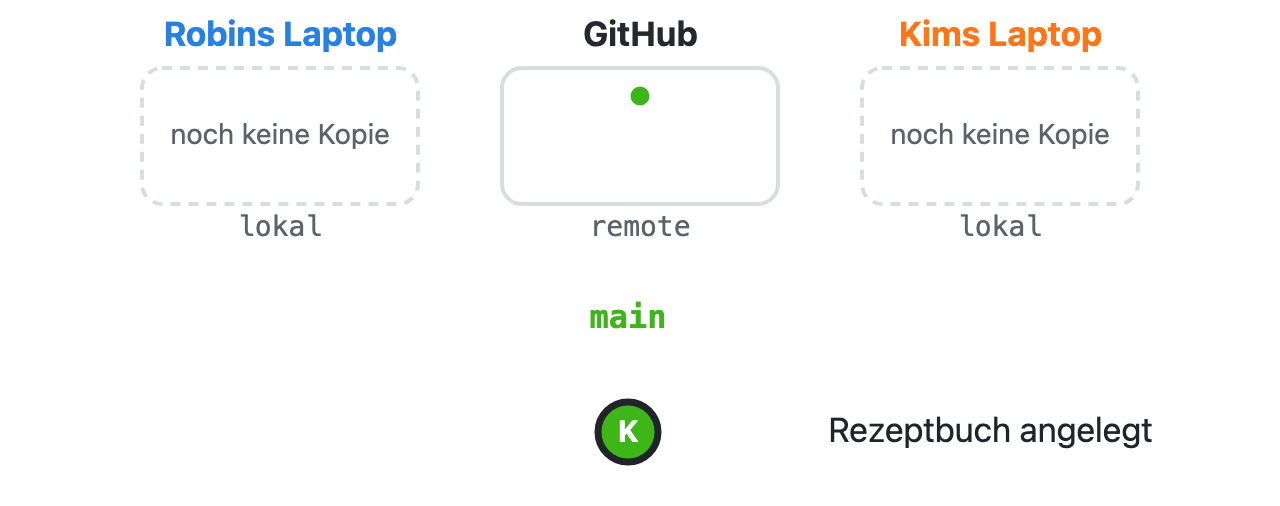 Robins Laptop
GitHub
Kims Laptop
noch keine Kopie
noch keine Kopie
lokal
remote
lokal
main
K
Rezeptbuch angelegt